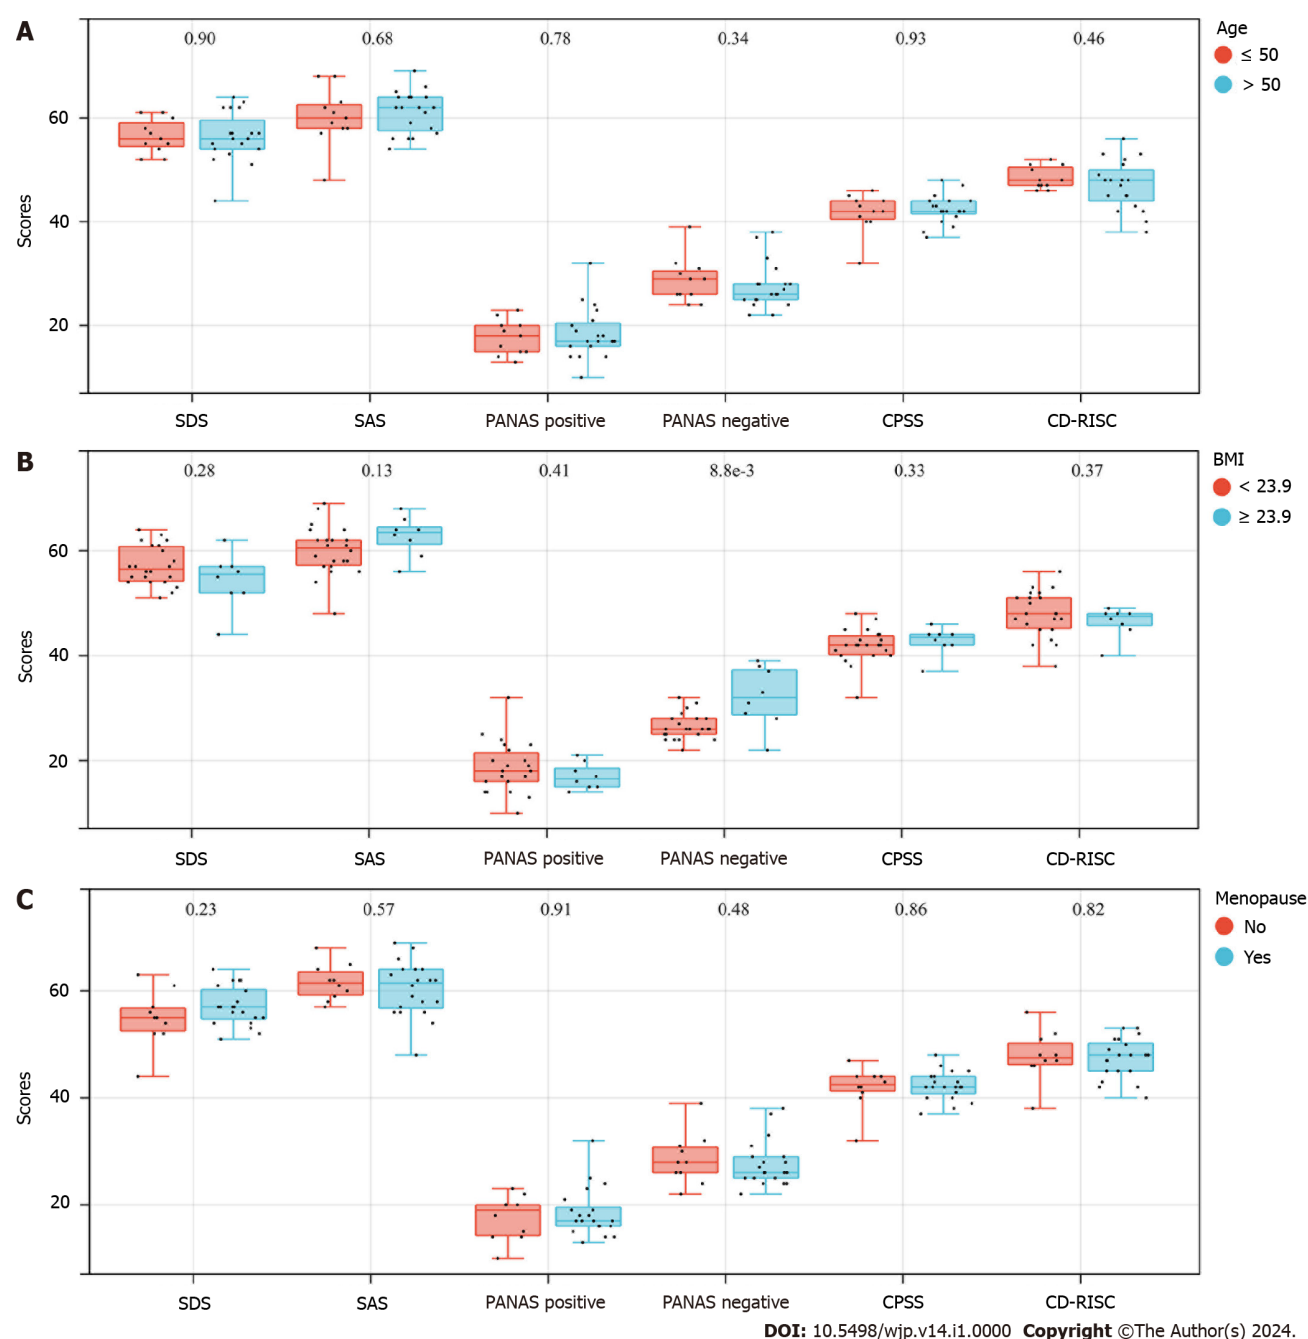 A
0.90 0.68 0.78 0.34 0.93 0.46
Age
≤ 50
> 50
60
40
20
Scores
SDS SAS PANAS positive PANAS negative CPSS CD-RISC
B
0.28 0.13 0.41 8.8e-3 0.33 0.37
BMI
< 23.9
≥ 23.9
60
40
20
Scores
SDS SAS PANAS positive PANAS negative CPSS CD-RISC
C
0.23 0.57 0.91 0.48 0.86 0.82
Menopause
No
Yes
60
40
20
Scores
SDS SAS PANAS positive PANAS negative CPSS CD-RISC
DOI: 10.5498/wjp.v14.i1.0000 Copyright ©The Author(s) 2024.